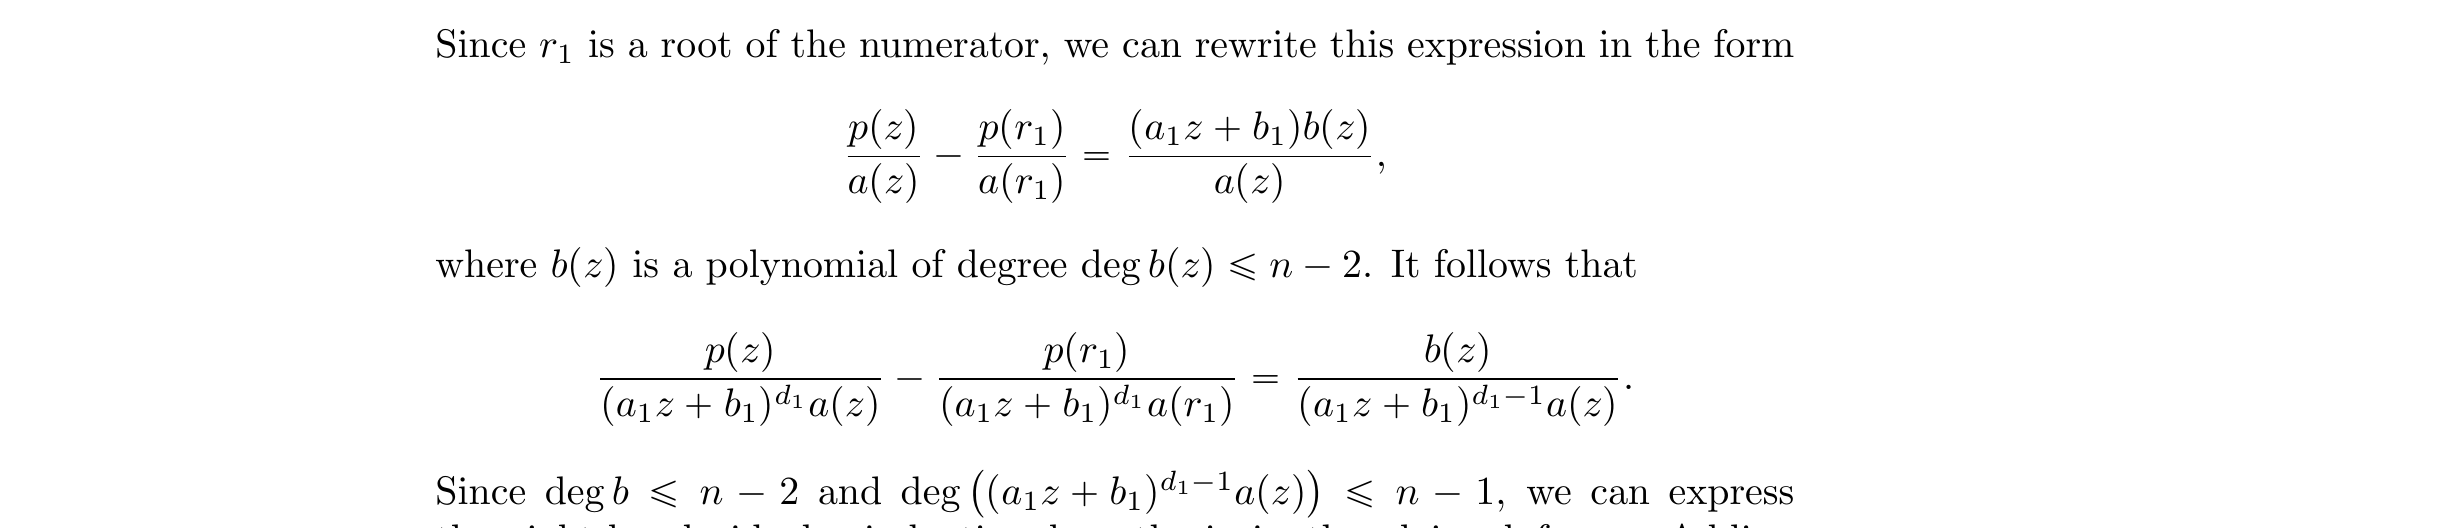 Since r₁ is a root of the numerator, we can rewrite this expression in the form
p(z)/a(z) − p(r₁)/a(r₁) = (a₁z + b₁)b(z)/a(z),
where b(z) is a polynomial of degree deg b(z) ⩽ n − 2. It follows that
p(z)/((a₁z + b₁)^{d₁}a(z)) − p(r₁)/((a₁z + b₁)^{d₁}a(r₁)) = b(z)/((a₁z + b₁)^{d₁−1}a(z)).
Since deg b ⩽ n − 2 and deg((a₁z + b₁)^{d₁−1}a(z)) ⩽ n − 1, we can express